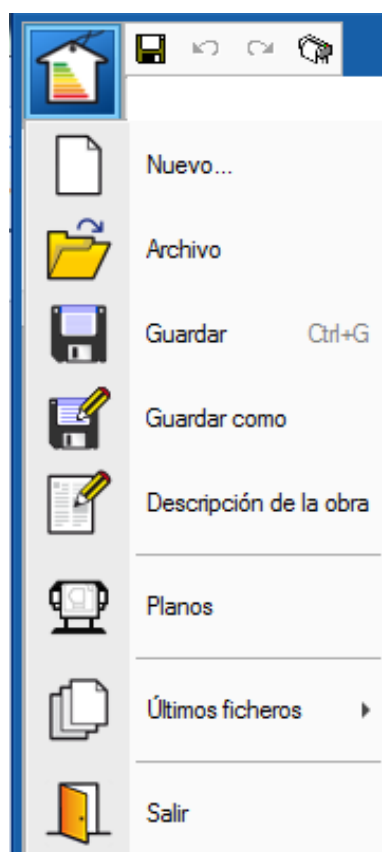 Nuevo...
Archivo
Guardar Ctrl+G
Guardar como
Descripción de la obra
Planos
Últimos ficheros
Salir